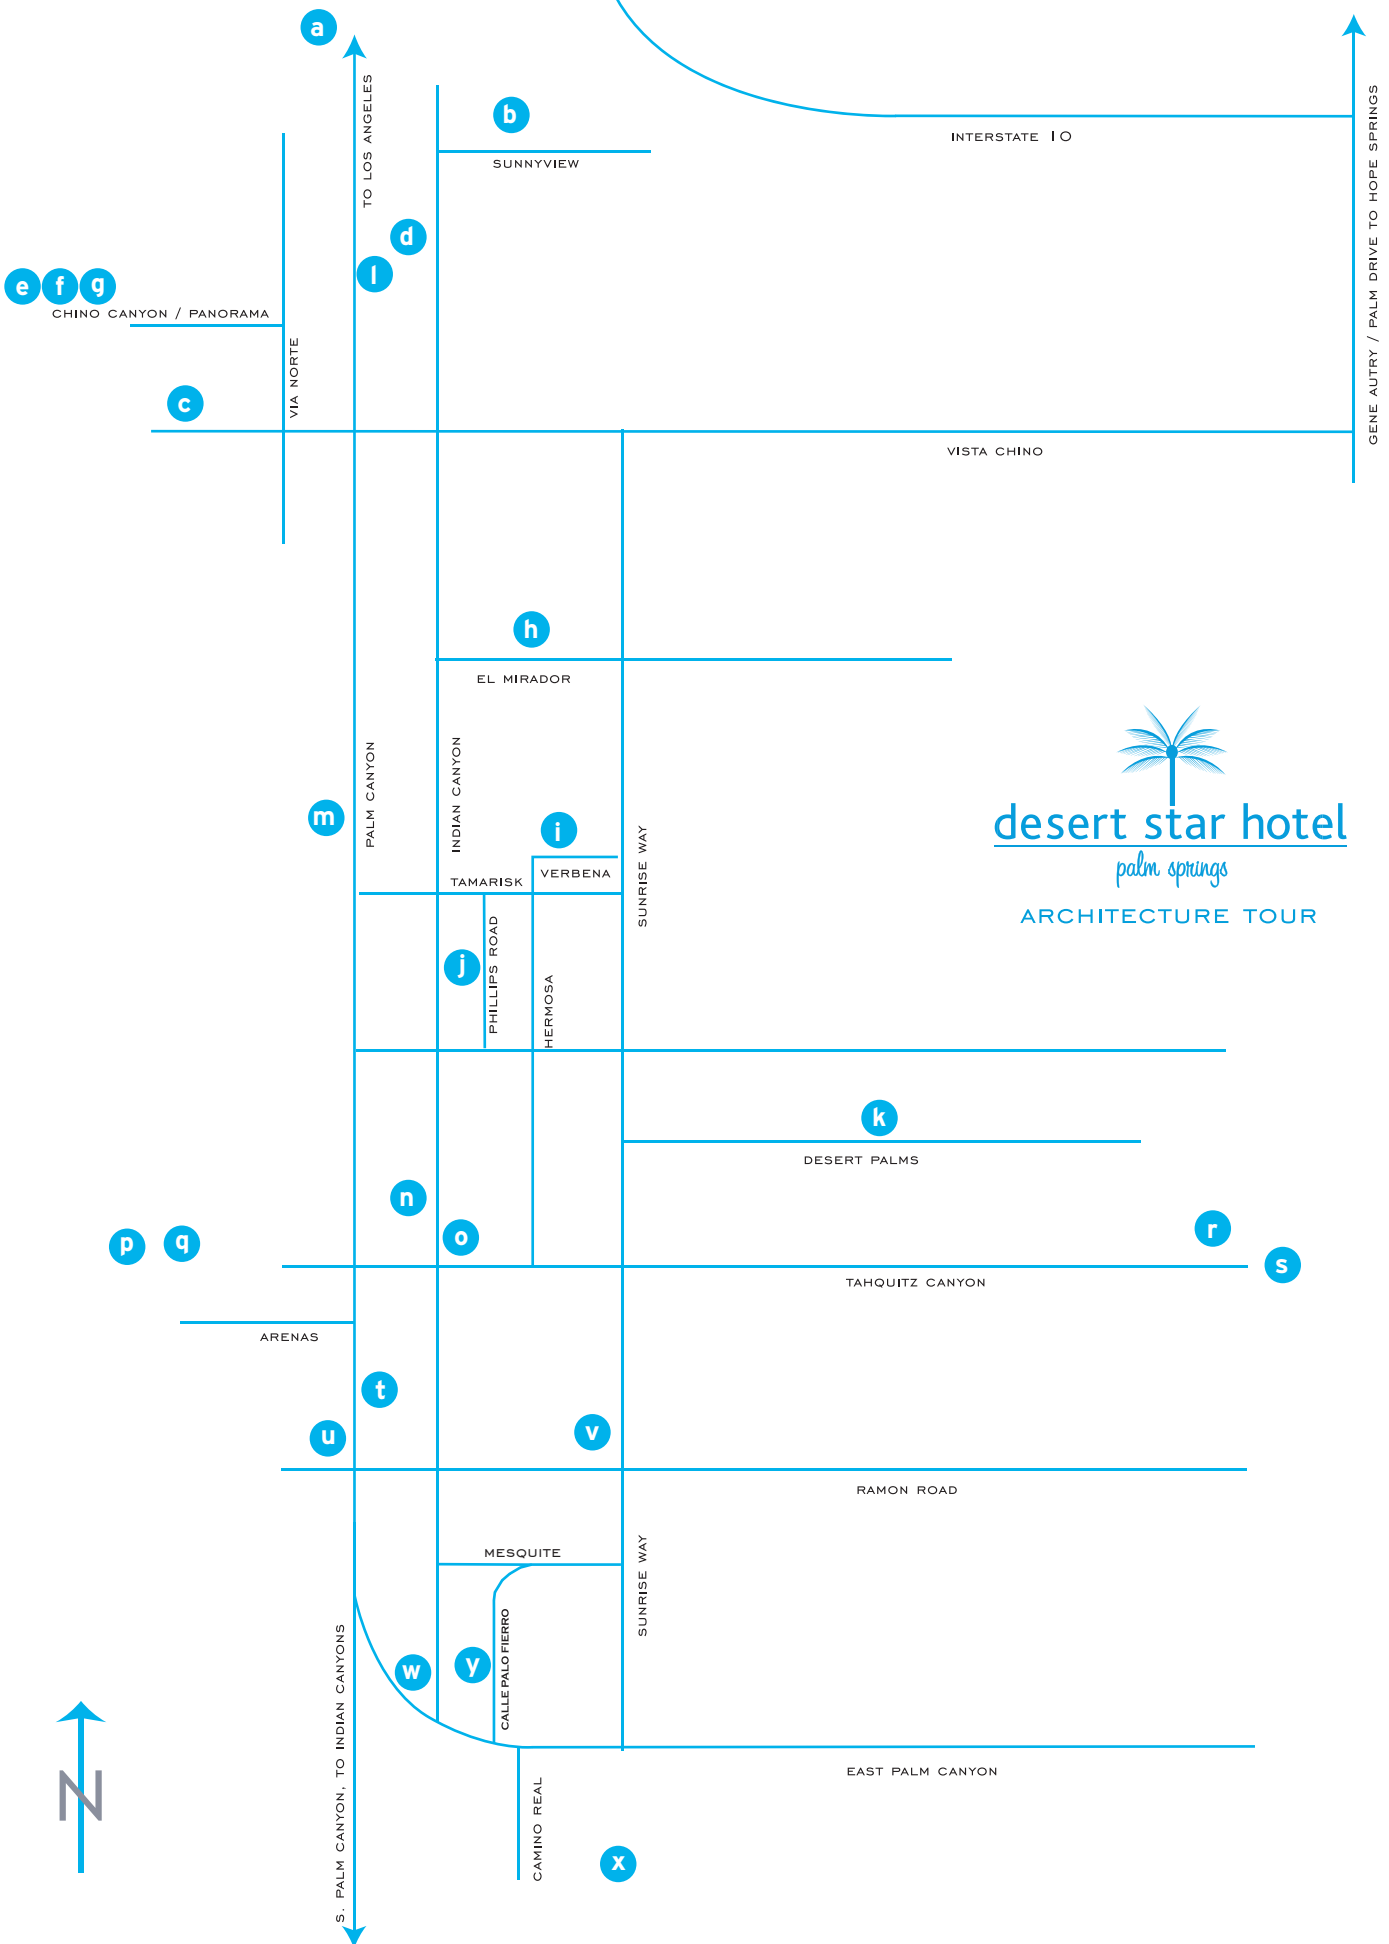 a
TO LOS ANGELES
b
SUNNYVIEW
INTERSTATE 10
GENE AUTRY / PALM DRIVE TO HOPE SPRINGS
d
l
e f g
CHINO CANYON / PANORAMA
VIA NORTE
c
VISTA CHINO
h
EL MIRADOR
PALM CANYON
INDIAN CANYON
m
i
VERBENA
TAMARISK
SUNRISE WAY
desert star hotel
palm springs
ARCHITECTURE TOUR
j
PHILLIPS ROAD
HERMOSA
k
DESERT PALMS
n
o
p q
r
s
TAHQUITZ CANYON
ARENAS
t
u
v
RAMON ROAD
MESQUITE
SUNRISE WAY
CALLE PALO FIERRO
w
y
S. PALM CANYON, TO INDIAN CANYONS
EAST PALM CANYON
CAMINO REAL
x
N